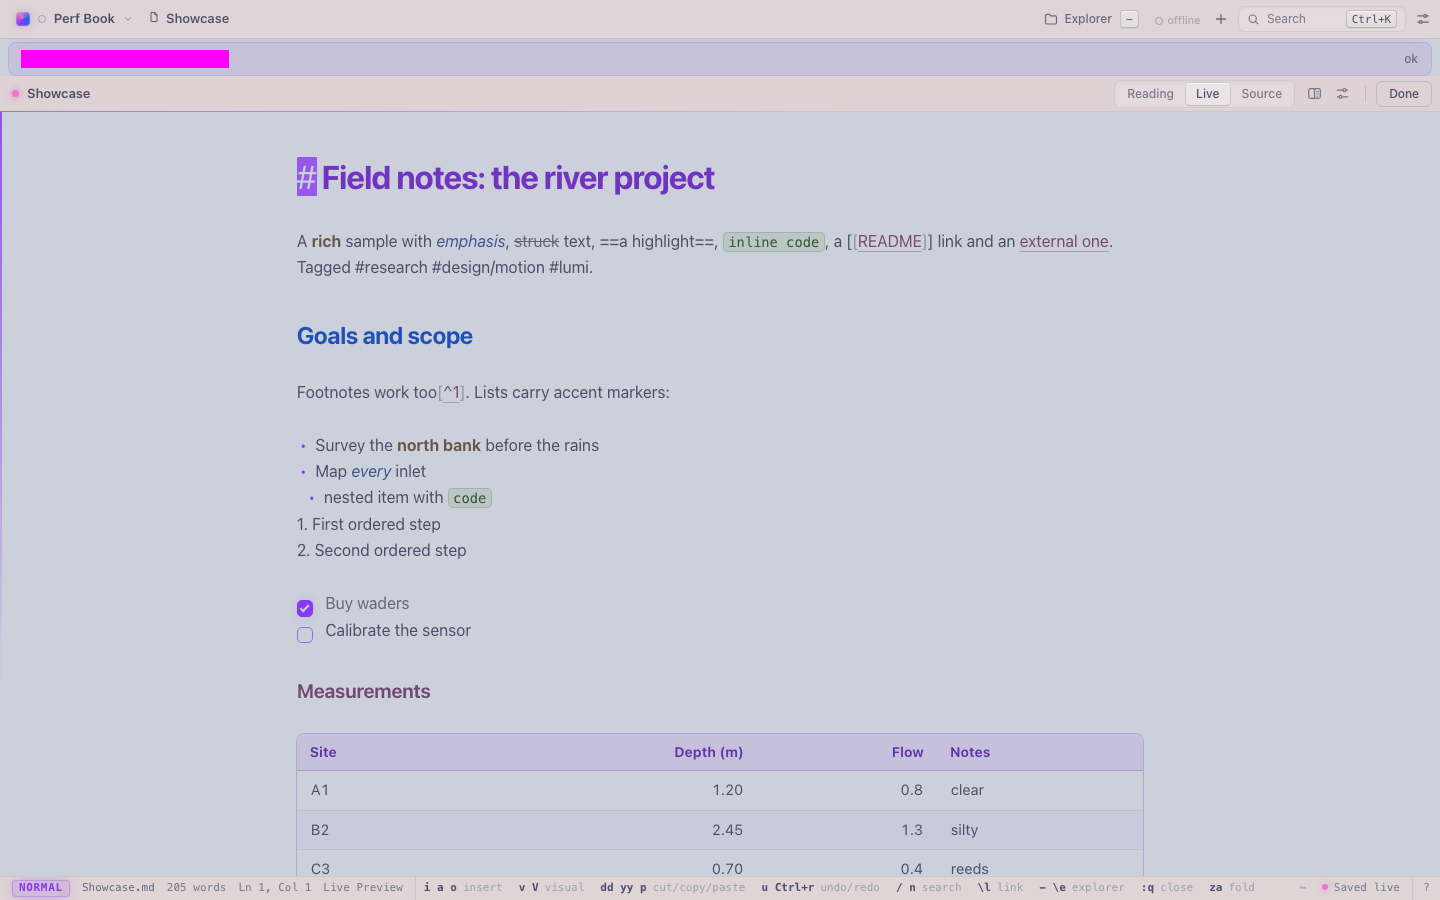 Perf Book Showcase Explorer − offline + Search Ctrl+K
ok
Showcase Reading Live Source Done
# Field notes: the river project
A rich sample with emphasis, struck text, ==a highlight==, inline code, a [[README]] link and an external one.
Tagged #research #design/motion #lumi.
Goals and scope
Footnotes work too[^1]. Lists carry accent markers:
• Survey the north bank before the rains
• Map every inlet
• nested item with code
1. First ordered step
2. Second ordered step
Buy waders
Calibrate the sensor
Measurements
Site Depth (m) Flow Notes
A1 1.20 0.8 clear
B2 2.45 1.3 silty
C3 0.70 0.4 reeds
NORMAL Showcase.md 205 words Ln 1, Col 1 Live Preview i a o insert v V visual dd yy p cut/copy/paste u Ctrl+r undo/redo / n search \l link − \e explorer :q close za fold ⋯ Saved live ?